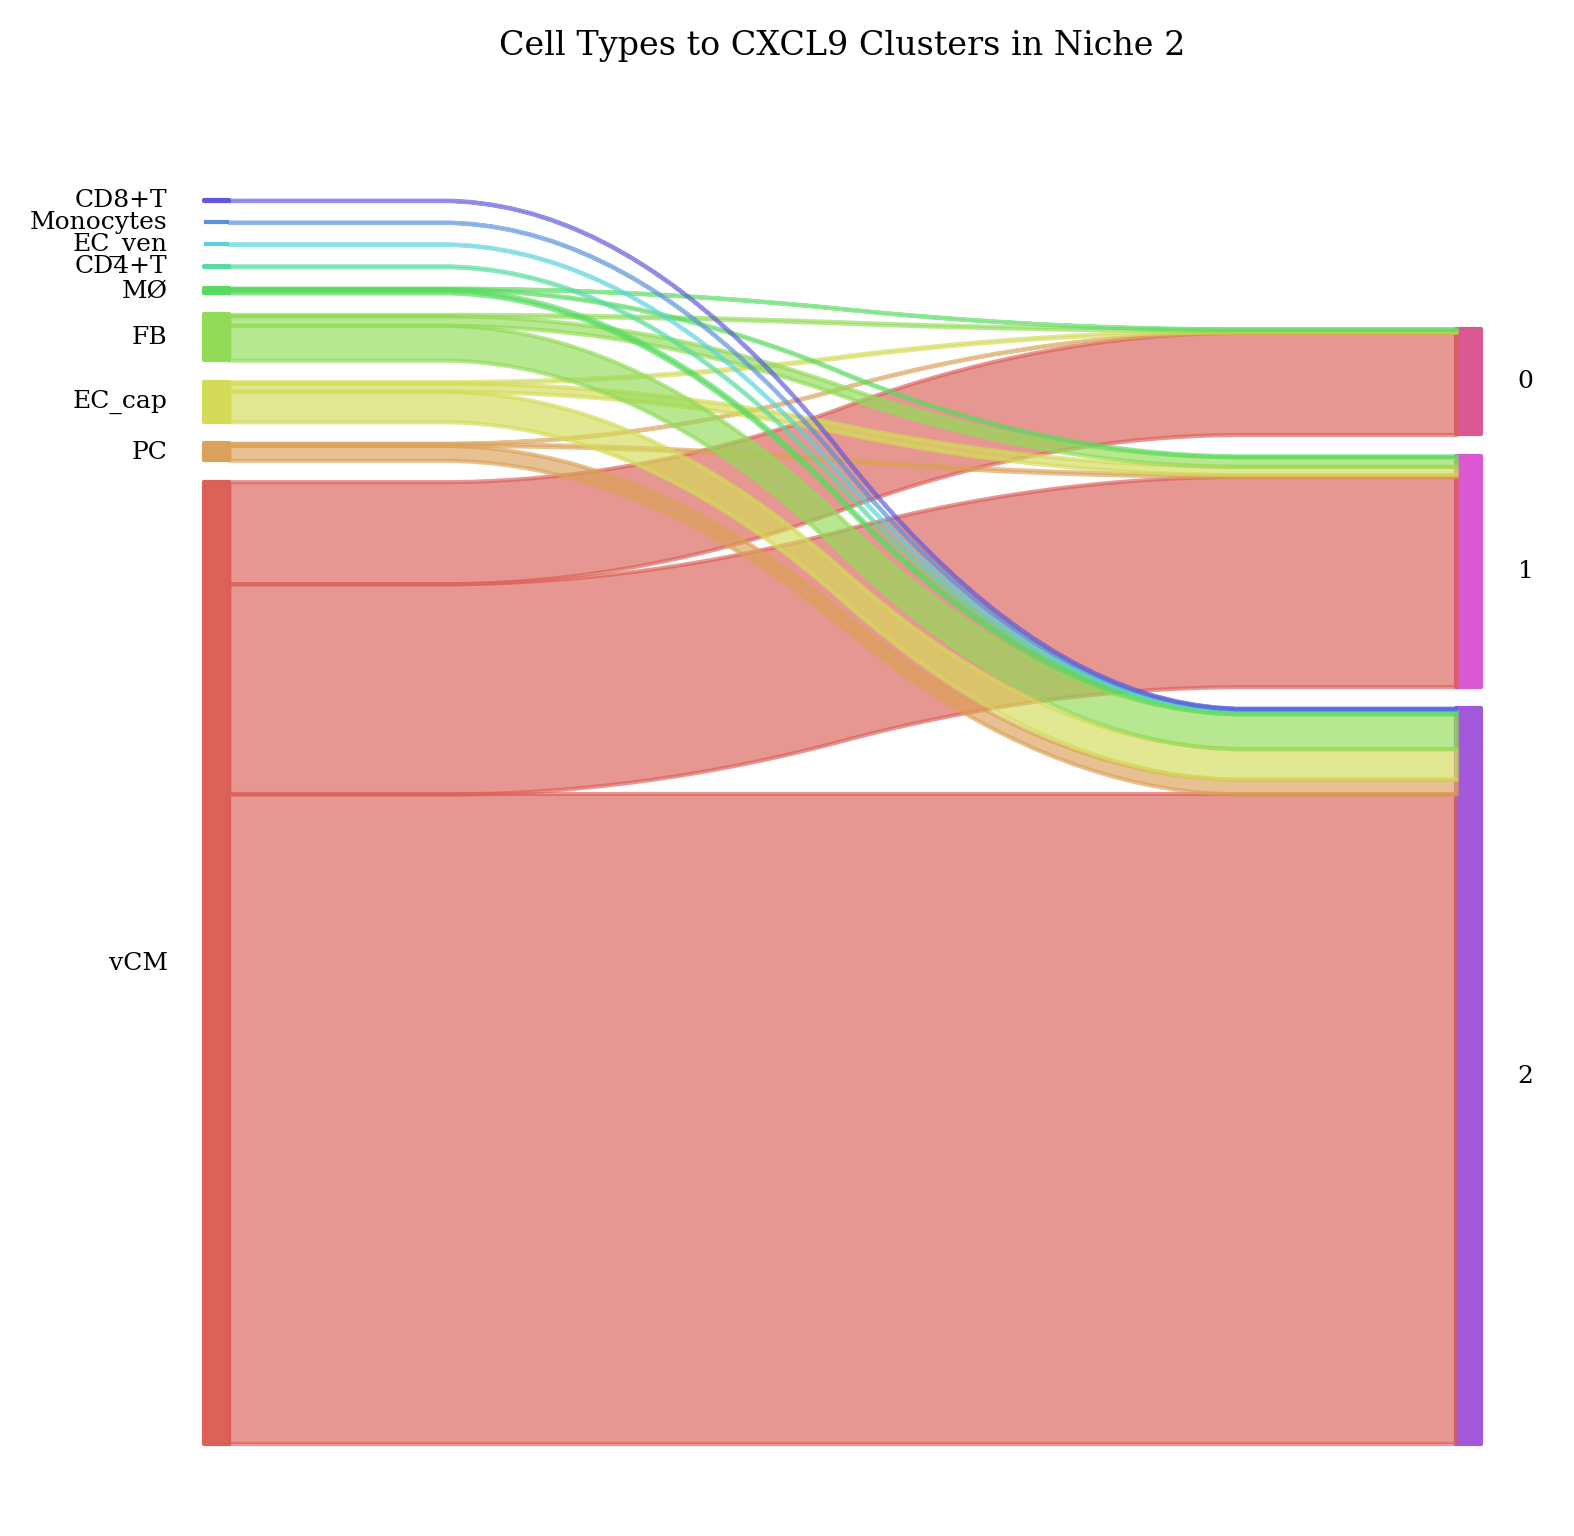 Cell Types to CXCL9 Clusters in Niche 2
CD8+T
Monocytes
EC_ven
CD4+T
MØ
FB
EC_cap
PC
vCM
0
1
2